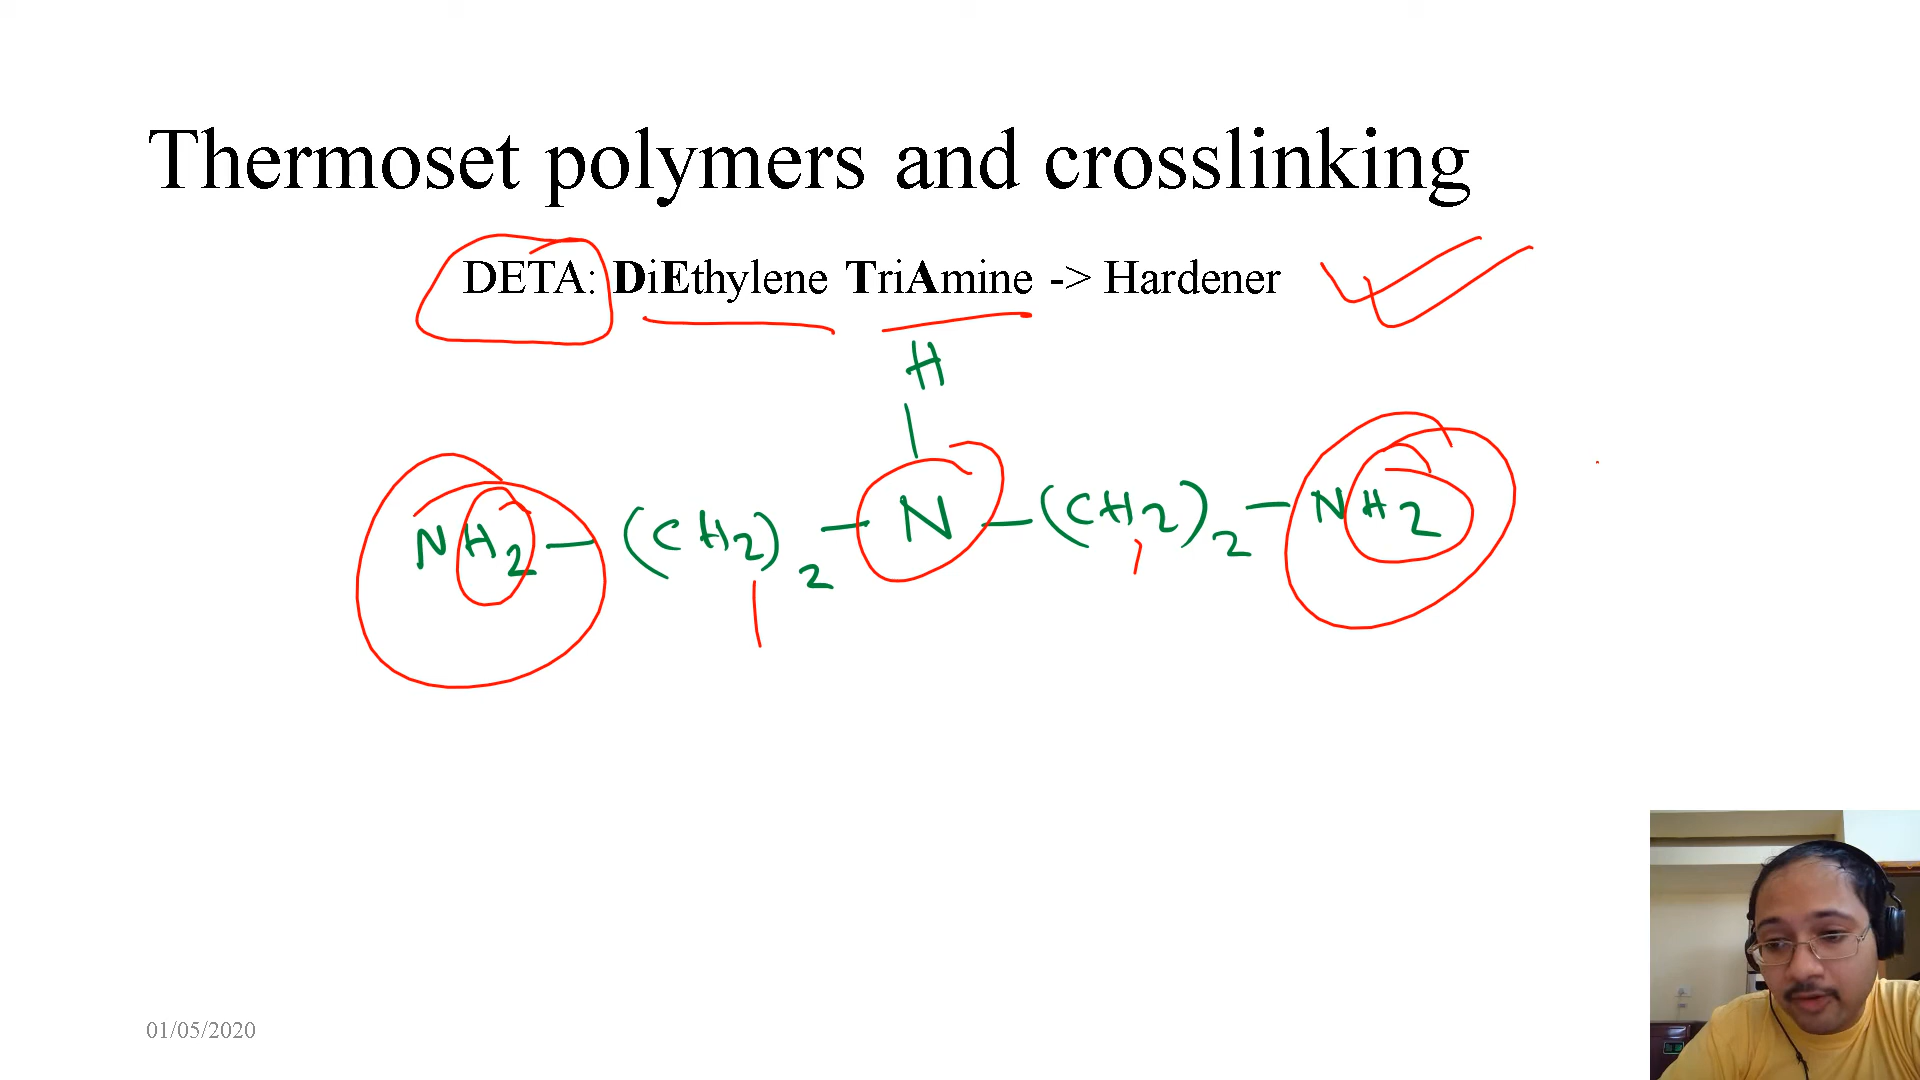 Thermoset polymers and crosslinking
DETA: DiEthylene TriAmine -> Hardener
H
NH2 — (CH2)2 — N — (CH2)2 — NH2
01/05/2020